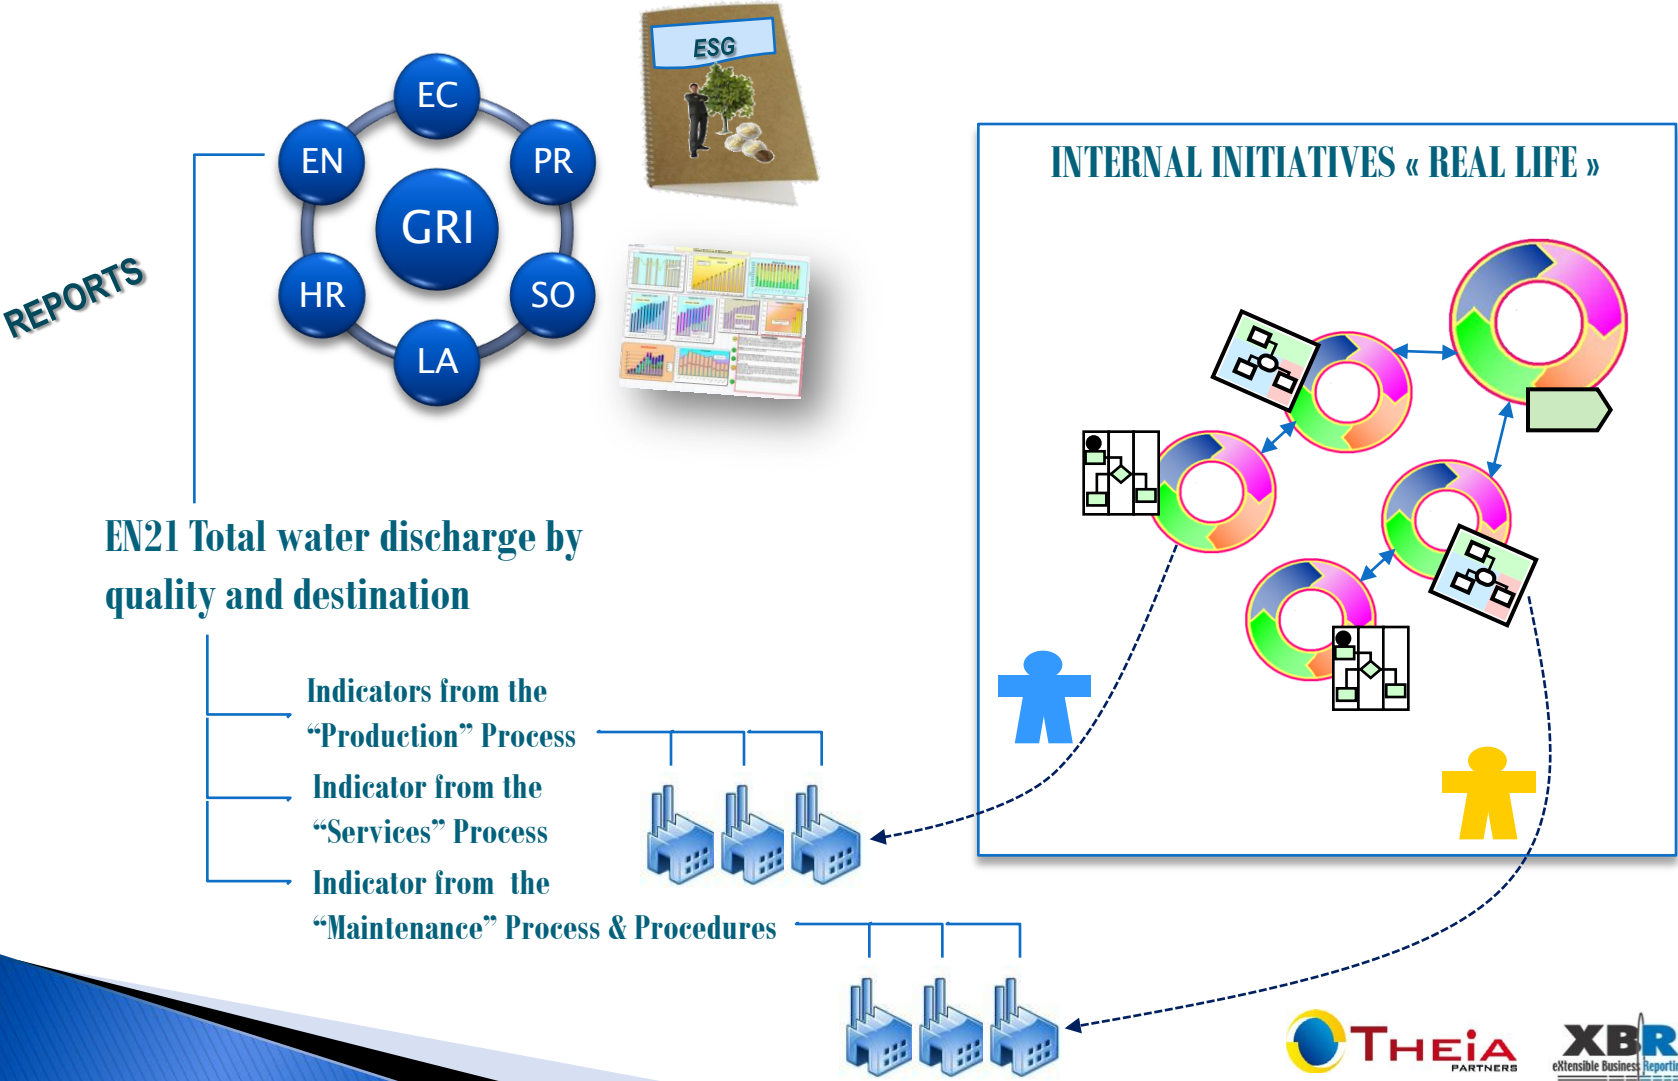 ESG
EC
EN
PR
GRI
HR
SO
LA
REPORTS
INTERNAL INITIATIVES « REAL LIFE »
EN21 Total water discharge by
quality and destination
Indicators from the
“Production” Process
Indicator from the
“Services” Process
Indicator from the
“Maintenance” Process & Procedures
THEIA
PARTNERS
XBR
eXtensible Business Reporti